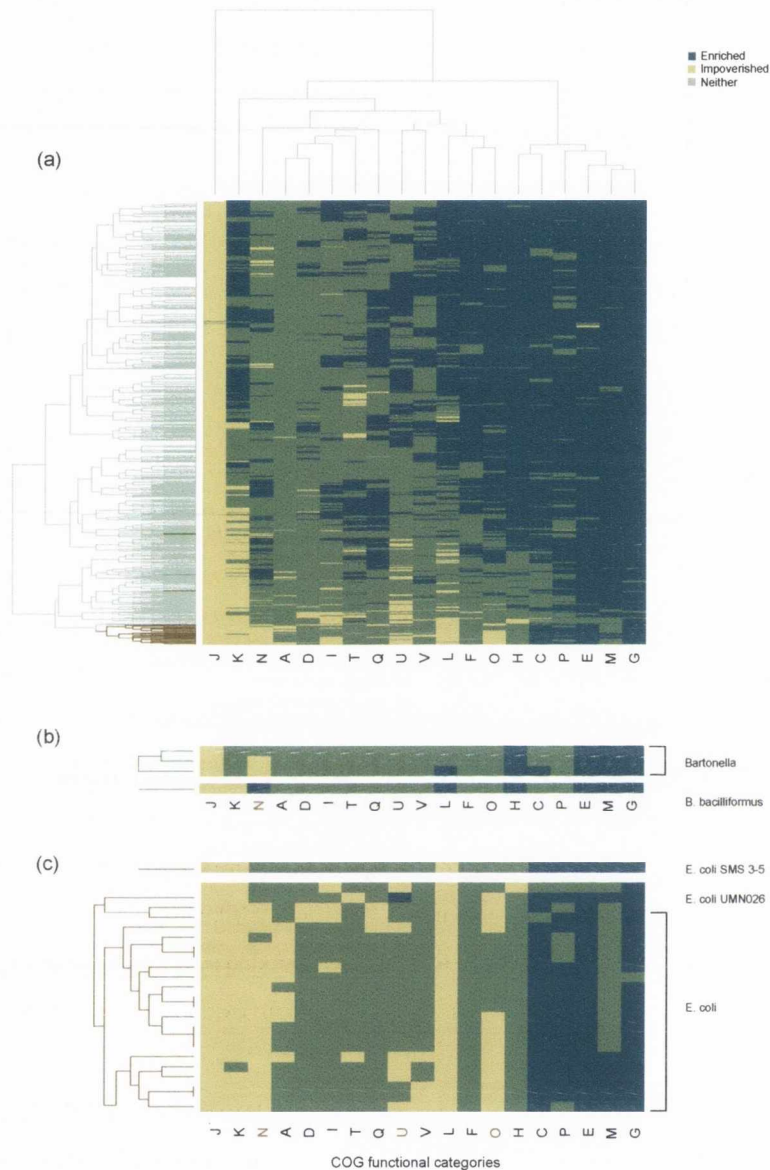 Enriched
Impoverished
Neither
(a)
J K N A D I T Q U V L F O H C P E M G
(b)
Bartonella
B. bacilliformus
J K N A D I T Q U V L F O H C P E M G
(c)
E. coli SMS 3-5
E. coli UMN026
E. coli
J K N A D I T Q U V L F O H C P E M G
COG functional categories